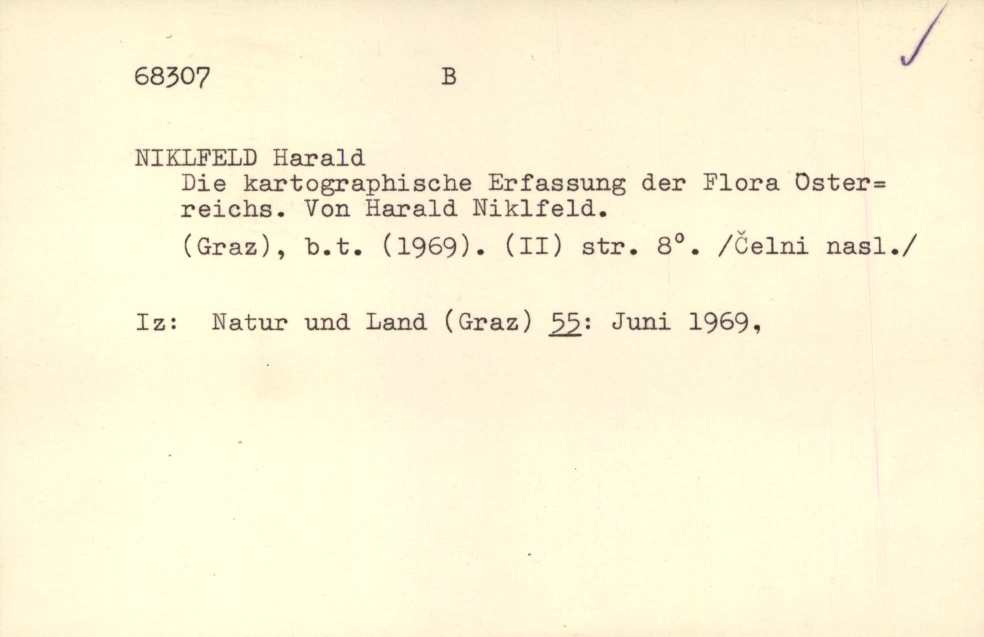 68307 B
NIKLFELD Harald
Die kartographische Erfassung der Flora Öster=
reichs. Von Harald Niklfeld.
(Graz), b.t. (1969). (II) str. 8°. /Čelni nasl./
Iz: Natur und Land (Graz) 55: Juni 1969,